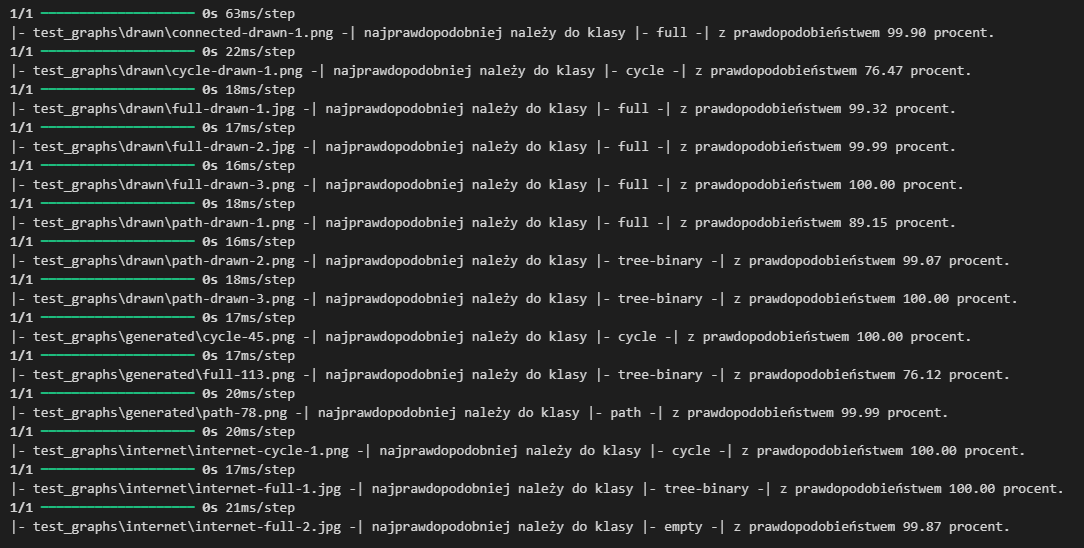 1/1 ━━━━━━━━━━━━━━━━━━━━ 0s 63ms/step
|- test_graphs\drawn\connected-drawn-1.png -| najprawdopodobniej należy do klasy |- full -| z prawdopodobieństwem 99.90 procent.
1/1 ━━━━━━━━━━━━━━━━━━━━ 0s 22ms/step
|- test_graphs\drawn\cycle-drawn-1.png -| najprawdopodobniej należy do klasy |- cycle -| z prawdopodobieństwem 76.47 procent.
1/1 ━━━━━━━━━━━━━━━━━━━━ 0s 18ms/step
|- test_graphs\drawn\full-drawn-1.jpg -| najprawdopodobniej należy do klasy |- full -| z prawdopodobieństwem 99.32 procent.
1/1 ━━━━━━━━━━━━━━━━━━━━ 0s 17ms/step
|- test_graphs\drawn\full-drawn-2.jpg -| najprawdopodobniej należy do klasy |- full -| z prawdopodobieństwem 99.99 procent.
1/1 ━━━━━━━━━━━━━━━━━━━━ 0s 16ms/step
|- test_graphs\drawn\full-drawn-3.png -| najprawdopodobniej należy do klasy |- full -| z prawdopodobieństwem 100.00 procent.
1/1 ━━━━━━━━━━━━━━━━━━━━ 0s 18ms/step
|- test_graphs\drawn\path-drawn-1.png -| najprawdopodobniej należy do klasy |- full -| z prawdopodobieństwem 89.15 procent.
1/1 ━━━━━━━━━━━━━━━━━━━━ 0s 16ms/step
|- test_graphs\drawn\path-drawn-2.png -| najprawdopodobniej należy do klasy |- tree-binary -| z prawdopodobieństwem 99.07 procent.
1/1 ━━━━━━━━━━━━━━━━━━━━ 0s 18ms/step
|- test_graphs\drawn\path-drawn-3.png -| najprawdopodobniej należy do klasy |- tree-binary -| z prawdopodobieństwem 100.00 procent.
1/1 ━━━━━━━━━━━━━━━━━━━━ 0s 17ms/step
|- test_graphs\generated\cycle-45.png -| najprawdopodobniej należy do klasy |- cycle -| z prawdopodobieństwem 100.00 procent.
1/1 ━━━━━━━━━━━━━━━━━━━━ 0s 17ms/step
|- test_graphs\generated\full-113.png -| najprawdopodobniej należy do klasy |- tree-binary -| z prawdopodobieństwem 76.12 procent.
1/1 ━━━━━━━━━━━━━━━━━━━━ 0s 20ms/step
|- test_graphs\generated\path-78.png -| najprawdopodobniej należy do klasy |- path -| z prawdopodobieństwem 99.99 procent.
1/1 ━━━━━━━━━━━━━━━━━━━━ 0s 20ms/step
|- test_graphs\internet\internet-cycle-1.png -| najprawdopodobniej należy do klasy |- cycle -| z prawdopodobieństwem 100.00 procent.
1/1 ━━━━━━━━━━━━━━━━━━━━ 0s 17ms/step
|- test_graphs\internet\internet-full-1.jpg -| najprawdopodobniej należy do klasy |- tree-binary -| z prawdopodobieństwem 100.00 procent.
1/1 ━━━━━━━━━━━━━━━━━━━━ 0s 21ms/step
|- test_graphs\internet\internet-full-2.jpg -| najprawdopodobniej należy do klasy |- empty -| z prawdopodobieństwem 99.87 procent.